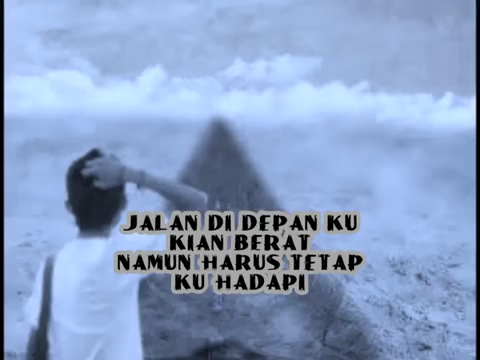 JALAN DI DEPAN KU
KIAN BERAT
NAMUN HARUS TETAP
KU HADAPI